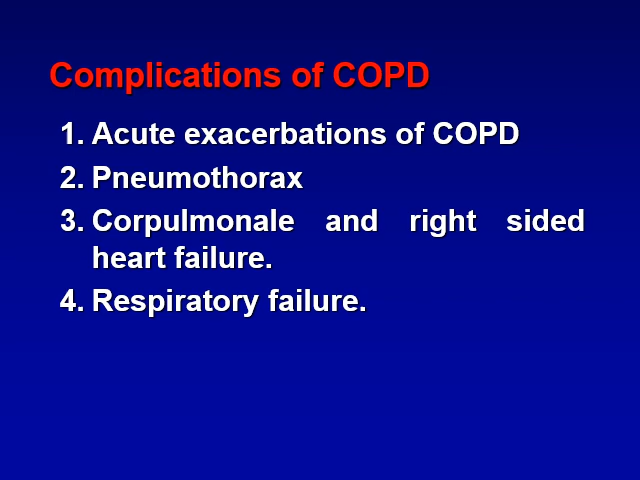 Complications of COPD
1. Acute exacerbations of COPD
2. Pneumothorax
3. Corpulmonale and right sided
heart failure.
4. Respiratory failure.